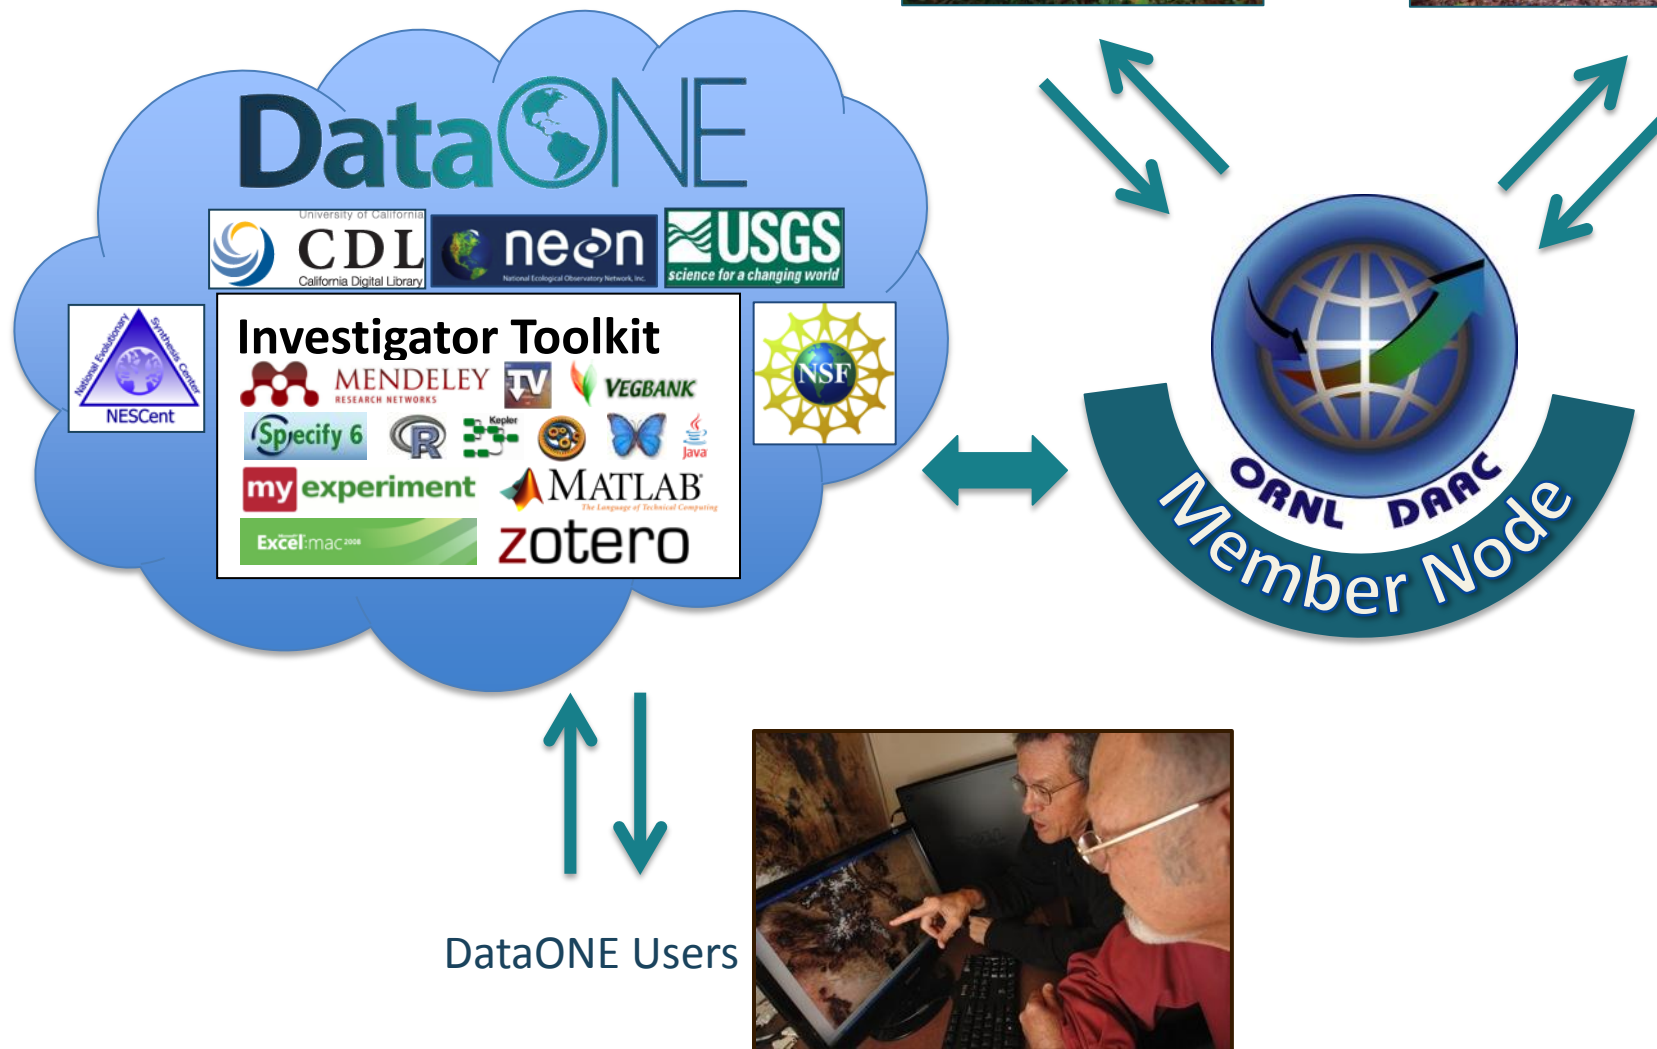 DataONE
University of California
CDL
California Digital Library
neon
National Ecological Observatory Network, Inc.
USGS
science for a changing world
National Evolutionary Synthesis Center
NESCent
Investigator Toolkit
MENDELEY
RESEARCH NETWORKS
TV
VEGBANK
NSF
Specify 6
R
Kepler
Java
my experiment
MATLAB
The Language of Technical Computing
Excel:mac 2008
zotero
ORNL DAAC
Member Node
DataONE Users